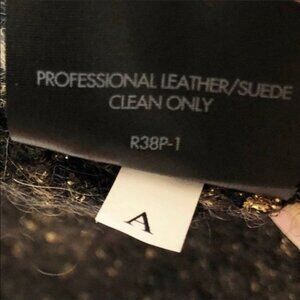 PROFESSIONAL LEATHER/SUEDE
CLEAN ONLY
R38P-1
A